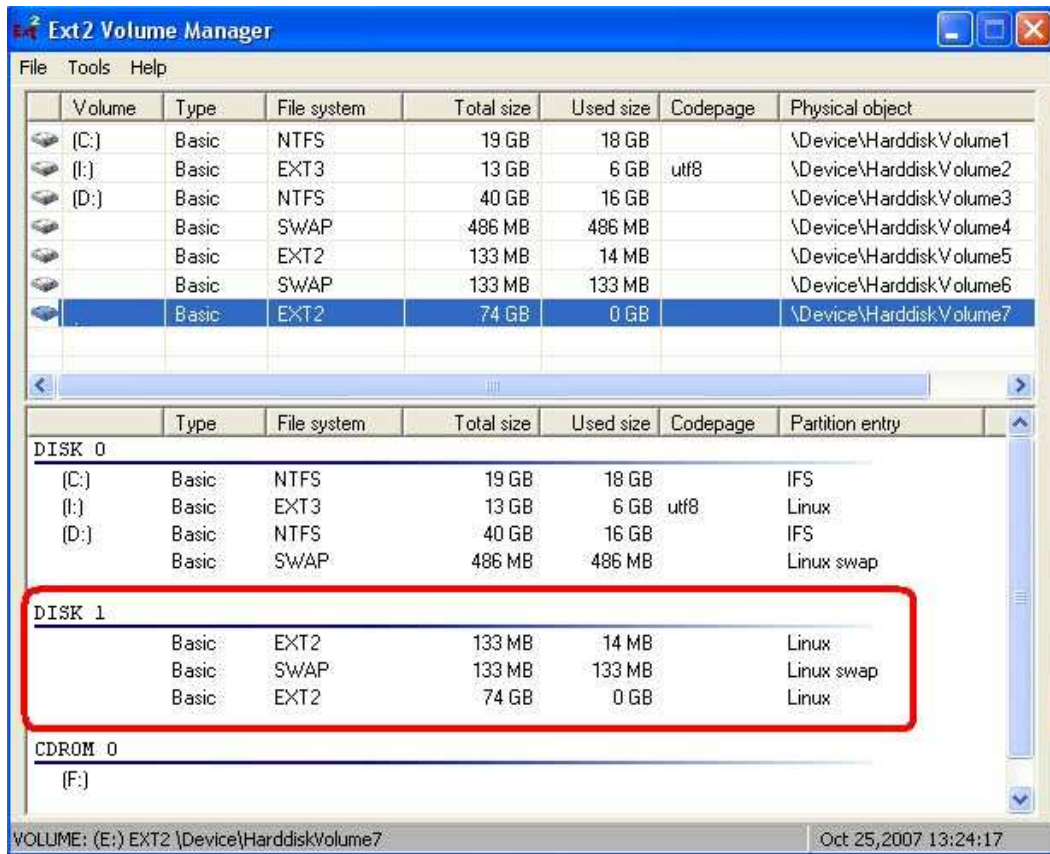 Ext2 Volume Manager
File Tools Help
Volume Type File system Total size Used size Codepage Physical object
(C:) Basic NTFS 19 GB 18 GB \Device\HarddiskVolume1
(I:) Basic EXT3 13 GB 6 GB utf8 \Device\HarddiskVolume2
(D:) Basic NTFS 40 GB 16 GB \Device\HarddiskVolume3
Basic SWAP 486 MB 486 MB \Device\HarddiskVolume4
Basic EXT2 133 MB 14 MB \Device\HarddiskVolume5
Basic SWAP 133 MB 133 MB \Device\HarddiskVolume6
Basic EXT2 74 GB 0 GB \Device\HarddiskVolume7
Type File system Total size Used size Codepage Partition entry
DISK 0
(C:) Basic NTFS 19 GB 18 GB IFS
(I:) Basic EXT3 13 GB 6 GB utf8 Linux
(D:) Basic NTFS 40 GB 16 GB IFS
Basic SWAP 486 MB 486 MB Linux swap
DISK 1
Basic EXT2 133 MB 14 MB Linux
Basic SWAP 133 MB 133 MB Linux swap
Basic EXT2 74 GB 0 GB Linux
CDROM 0
(F:)
VOLUME: (E:) EXT2 \Device\HarddiskVolume7 Oct 25,2007 13:24:17